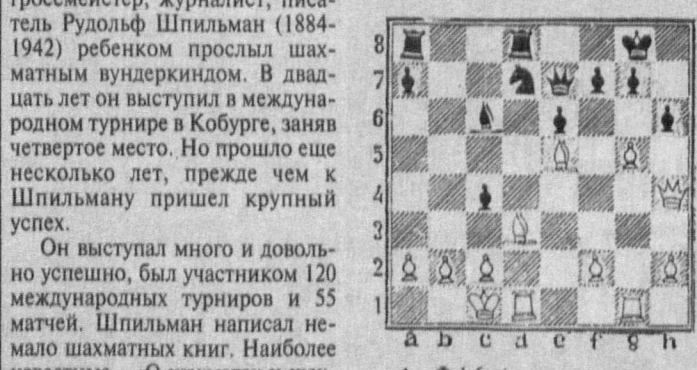 гроссмейстер, журналист, писа-
тель Рудольф Шпильман (1884-
1942) ребенком прослыл шах-
матным вундеркиндом. В двад-
цать лет он выступил в междуна-
родном турнире в Кобурге, заняв
четвертое место. Но прошло еще
несколько лет, прежде чем к
Шпильману пришел крупный
успех.
Он выступал много и доволь-
но успешно, был участником 120
международных турниров и 55
матчей. Шпильман написал не-
мало шахматных книг. Наиболее
8
7
6
5
4
3
2
1
a b c d e f g h